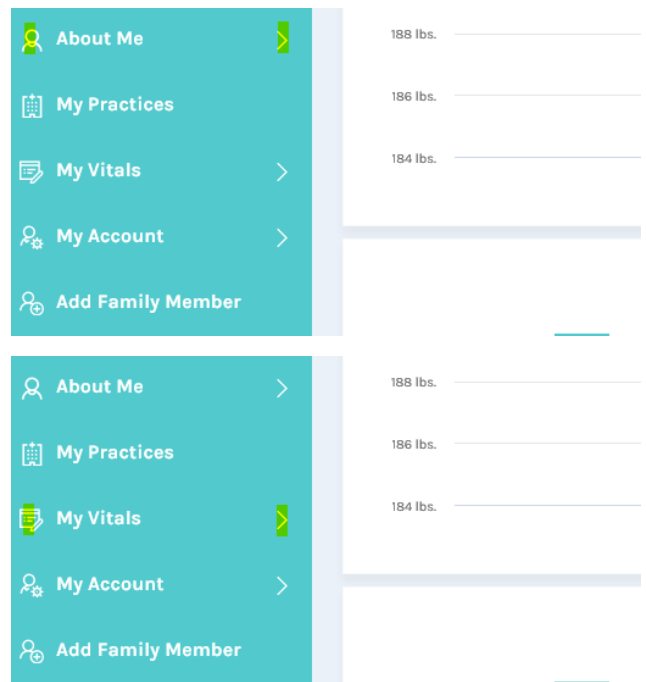 About Me
188 lbs.
My Practices
186 lbs.
My Vitals
184 lbs.
My Account
Add Family Member
About Me
188 lbs.
My Practices
186 lbs.
My Vitals
184 lbs.
My Account
Add Family Member